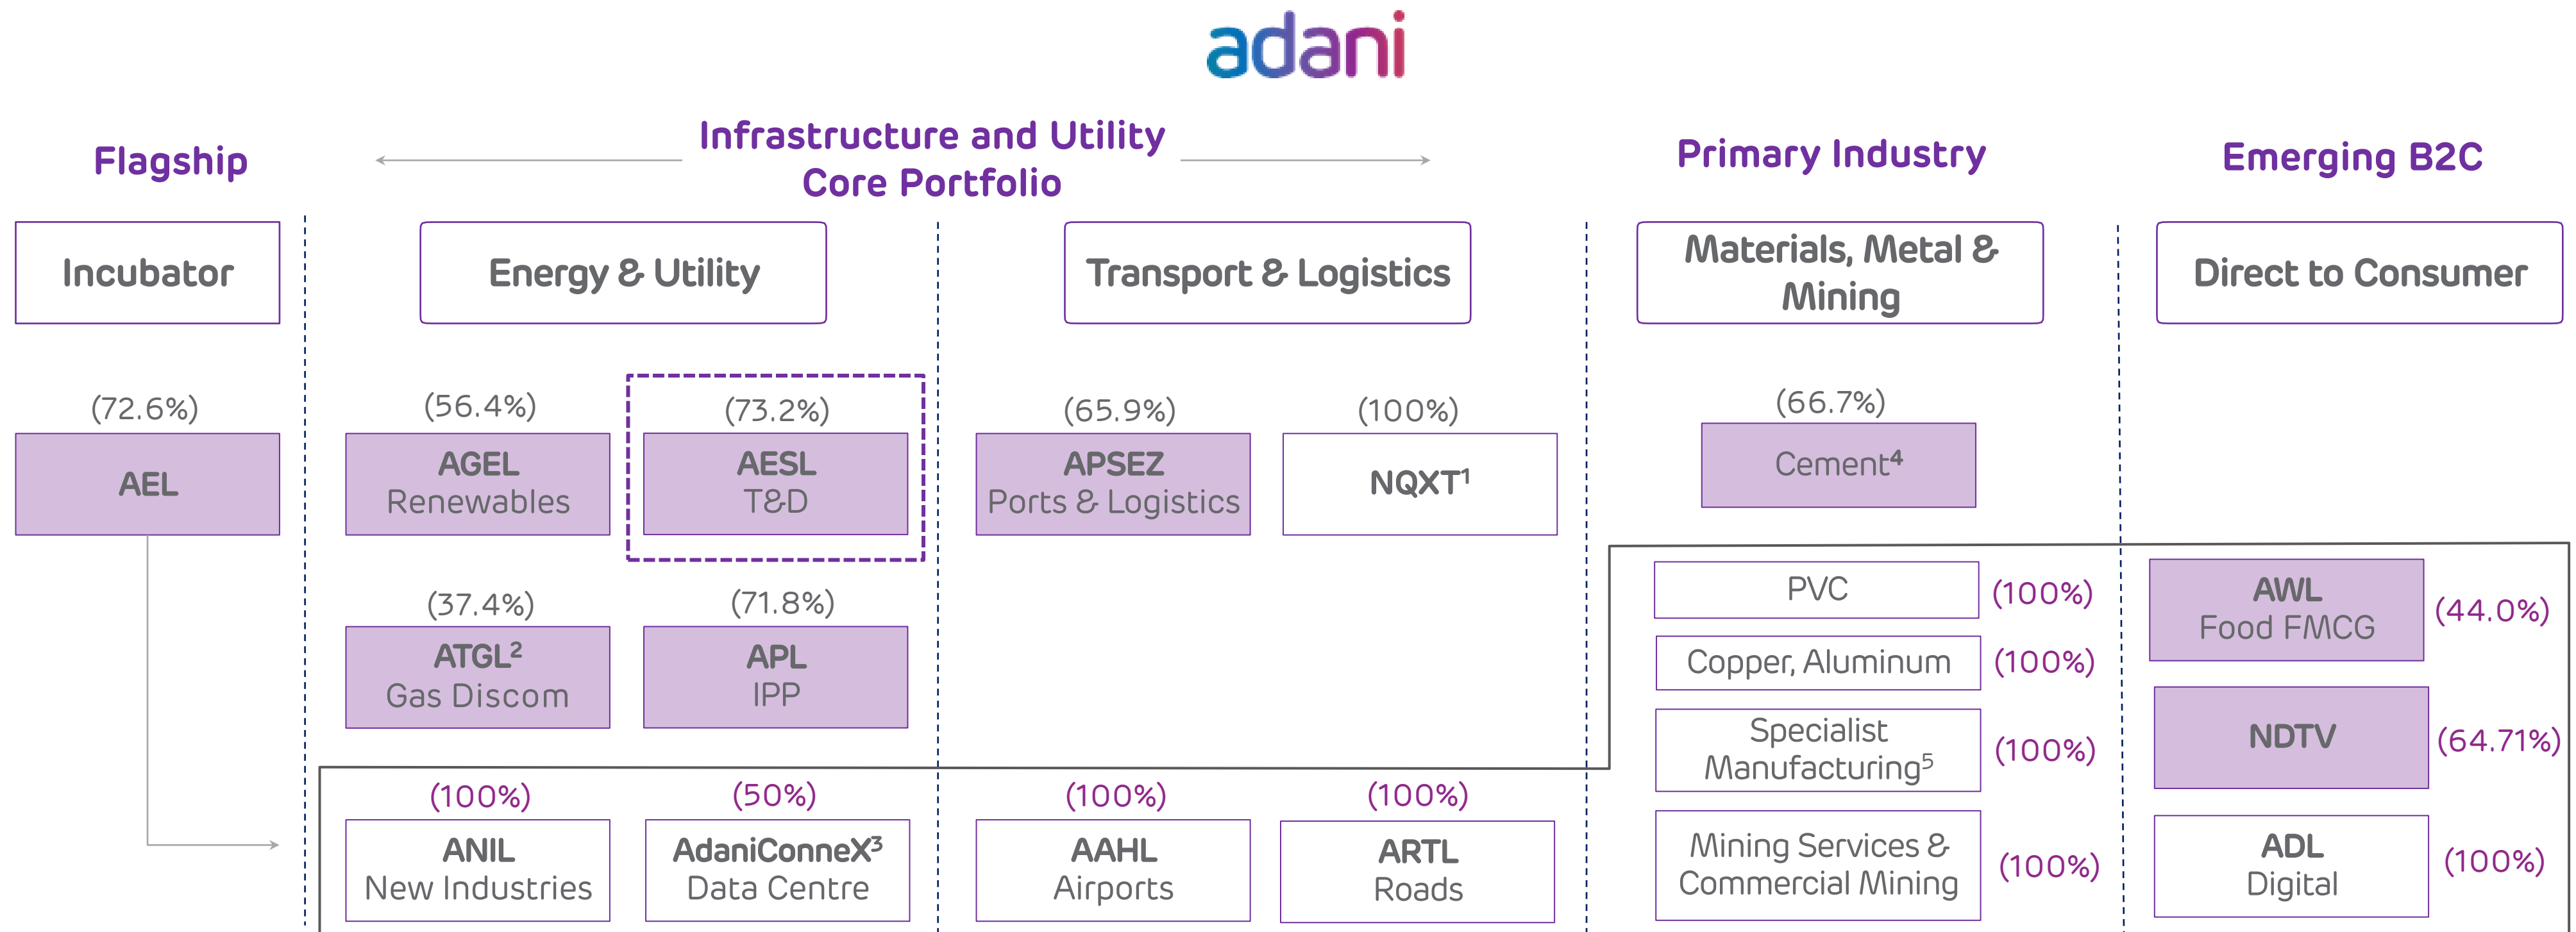 adani
Flagship
Infrastructure and Utility
Core Portfolio
Primary Industry
Emerging B2C
Incubator
Energy & Utility
Transport & Logistics
Materials, Metal &
Mining
Direct to Consumer
(72.6%)
AEL
(56.4%)
AGEL
Renewables
(73.2%)
AESL
T&D
(65.9%)
APSEZ
Ports & Logistics
(100%)
NQXT¹
(66.7%)
Cement⁴
(37.4%)
ATGL²
Gas Discom
(71.8%)
APL
IPP
PVC
(100%)
Copper, Aluminum
(100%)
Specialist
Manufacturing⁵
(100%)
Mining Services &
Commercial Mining
(100%)
AWL
Food FMCG
(44.0%)
NDTV
(64.71%)
ADL
Digital
(100%)
(100%)
ANIL
New Industries
(50%)
AdaniConneX³
Data Centre
(100%)
AAHL
Airports
(100%)
ARTL
Roads